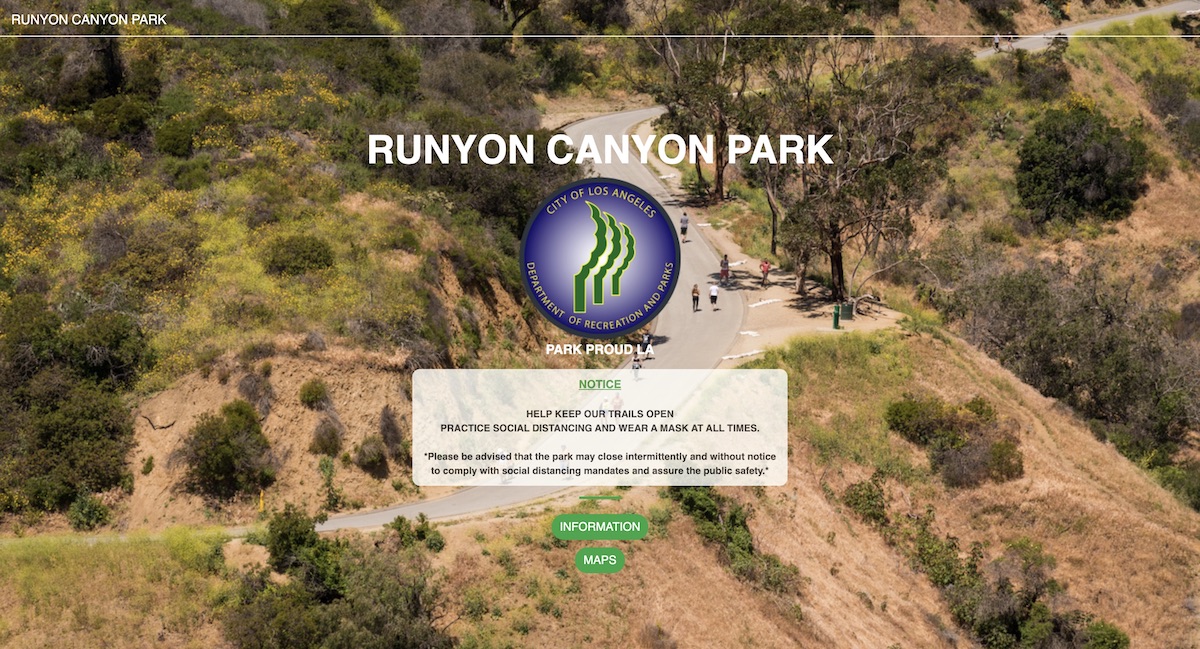 RUNYON CANYON PARK
RUNYON CANYON PARK
CITY OF LOS ANGELES
DEPARTMENT OF RECREATION AND PARKS
PARK PROUD LA
NOTICE
HELP KEEP OUR TRAILS OPEN
PRACTICE SOCIAL DISTANCING AND WEAR A MASK AT ALL TIMES.
*Please be advised that the park may close intermittently and without notice
to comply with social distancing mandates and assure the public safety.*
INFORMATION
MAPS